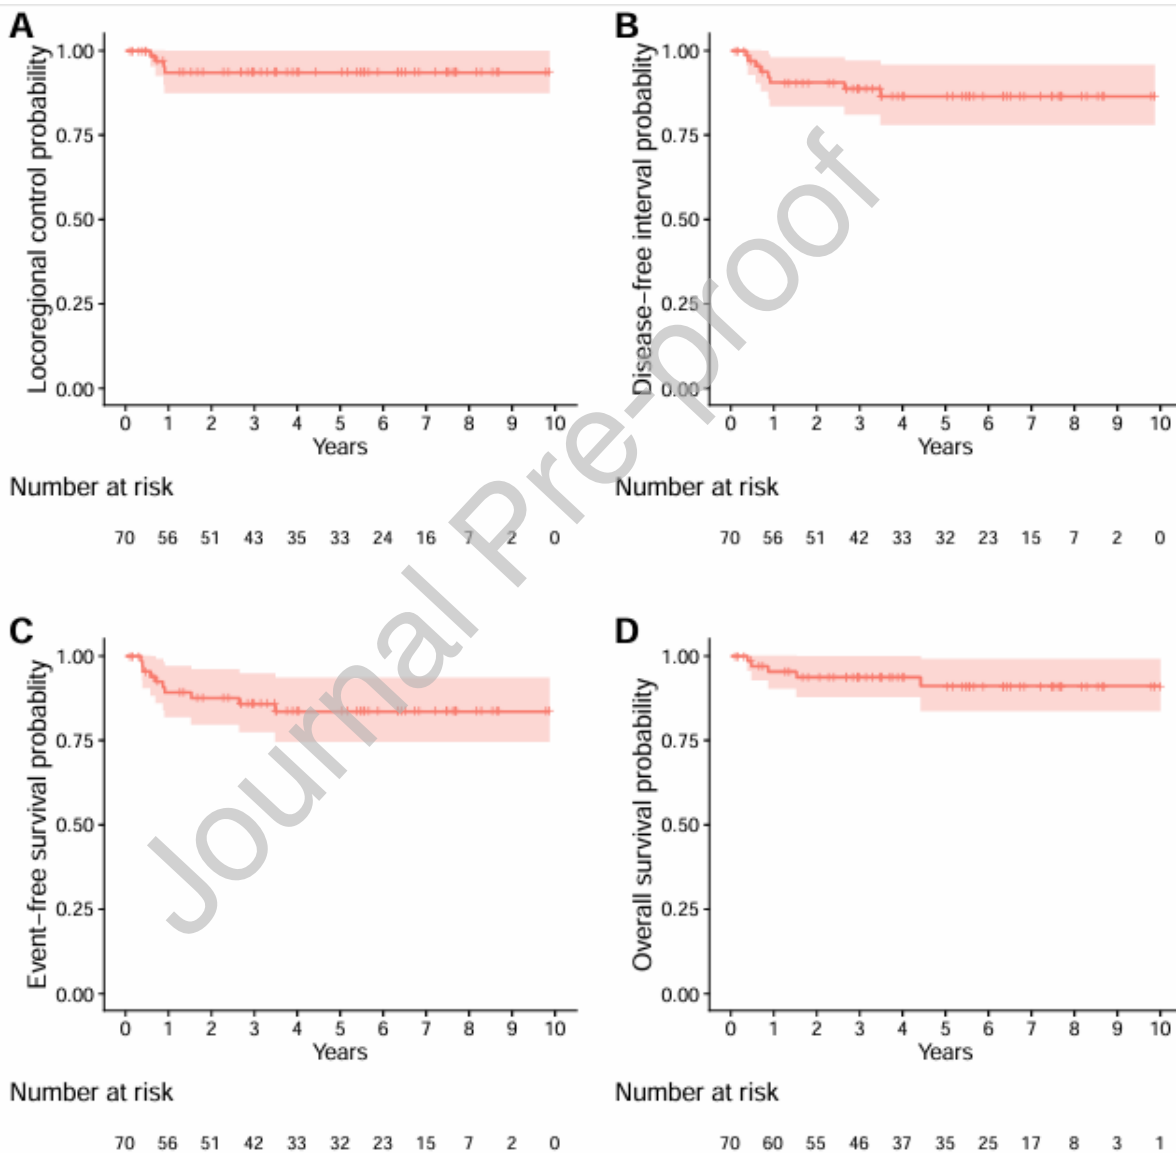 A
Locoregional control probability
1.00
0.75
0.50
0.25
0.00
0 1 2 3 4 5 6 7 8 9 10
Years
Number at risk
70 56 51 43 35 33 24 16 7 2 0
B
Disease-free interval probablity
1.00
0.75
0.50
0.25
0.00
0 1 2 3 4 5 6 7 8 9 10
Years
Number at risk
70 56 51 42 33 32 23 15 7 2 0
C
Event-free survival probablity
1.00
0.75
0.50
0.25
0.00
0 1 2 3 4 5 6 7 8 9 10
Years
Number at risk
70 56 51 42 33 32 23 15 7 2 0
D
Overall survival probability
1.00
0.75
0.50
0.25
0.00
0 1 2 3 4 5 6 7 8 9 10
Years
Number at risk
70 60 55 46 37 35 25 17 8 3 1
Journal Pre-proof